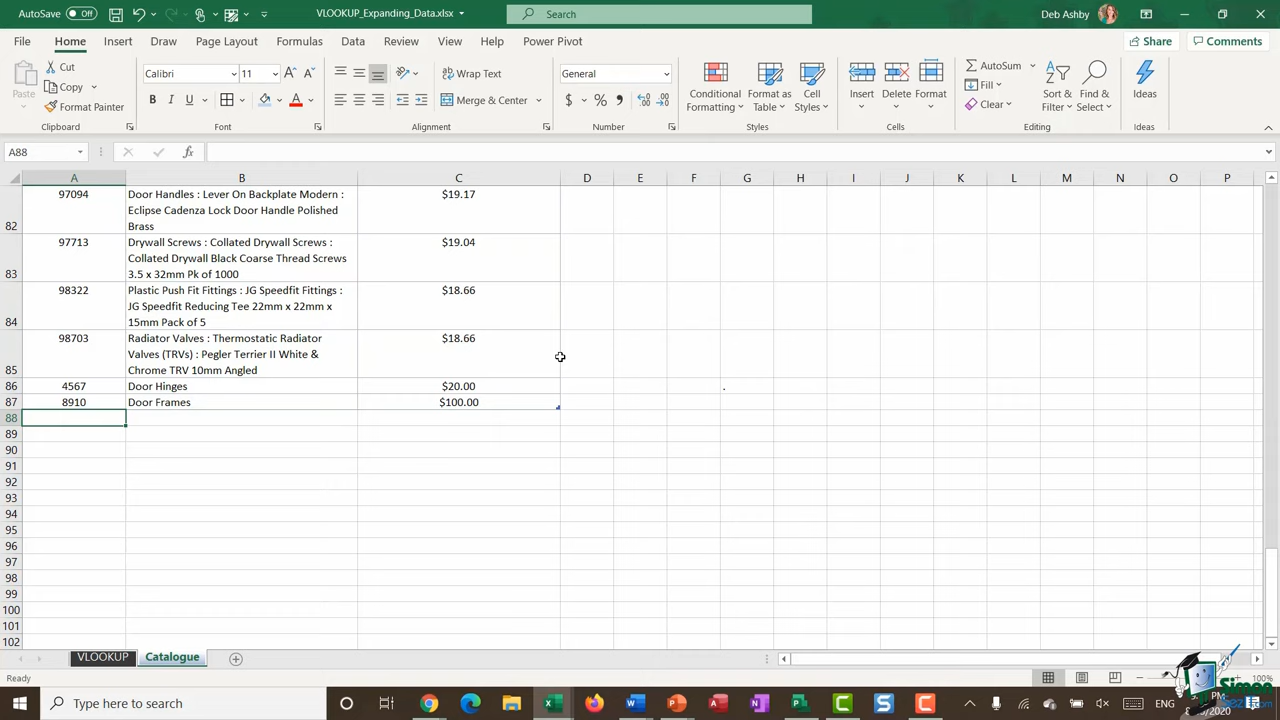 AutoSave Off VLOOKUP_Expanding_Data.xlsx Search Deb Ashby
File Home Insert Draw Page Layout Formulas Data Review View Help Power Pivot Share Comments
Paste Cut Copy Format Painter Clipboard
Calibri 11 B I U A Font
Wrap Text Merge & Center Alignment
General $ % Number
Conditional Formatting Format as Table Cell Styles Styles
Insert Delete Format Cells
AutoSum Fill Clear Sort & Filter Find & Select Editing
Ideas Ideas
A88 fx
A B C D E F G H I J K L M N O P
97094 Door Handles : Lever On Backplate Modern : $19.17
Eclipse Cadenza Lock Door Handle Polished
82 Brass
97713 Drywall Screws : Collated Drywall Screws : $19.04
Collated Drywall Black Coarse Thread Screws
83 3.5 x 32mm Pk of 1000
98322 Plastic Push Fit Fittings : JG Speedfit Fittings : $18.66
JG Speedfit Reducing Tee 22mm x 22mm x
84 15mm Pack of 5
98703 Radiator Valves : Thermostatic Radiator $18.66
Valves (TRVs) : Pegler Terrier II White &
85 Chrome TRV 10mm Angled
86 4567 Door Hinges $20.00
87 8910 Door Frames $100.00
88
89
90
91
92
93
94
95
96
97
98
99
100
101
102
VLOOKUP Catalogue
Ready 100%
Type here to search ENG PM
Simon